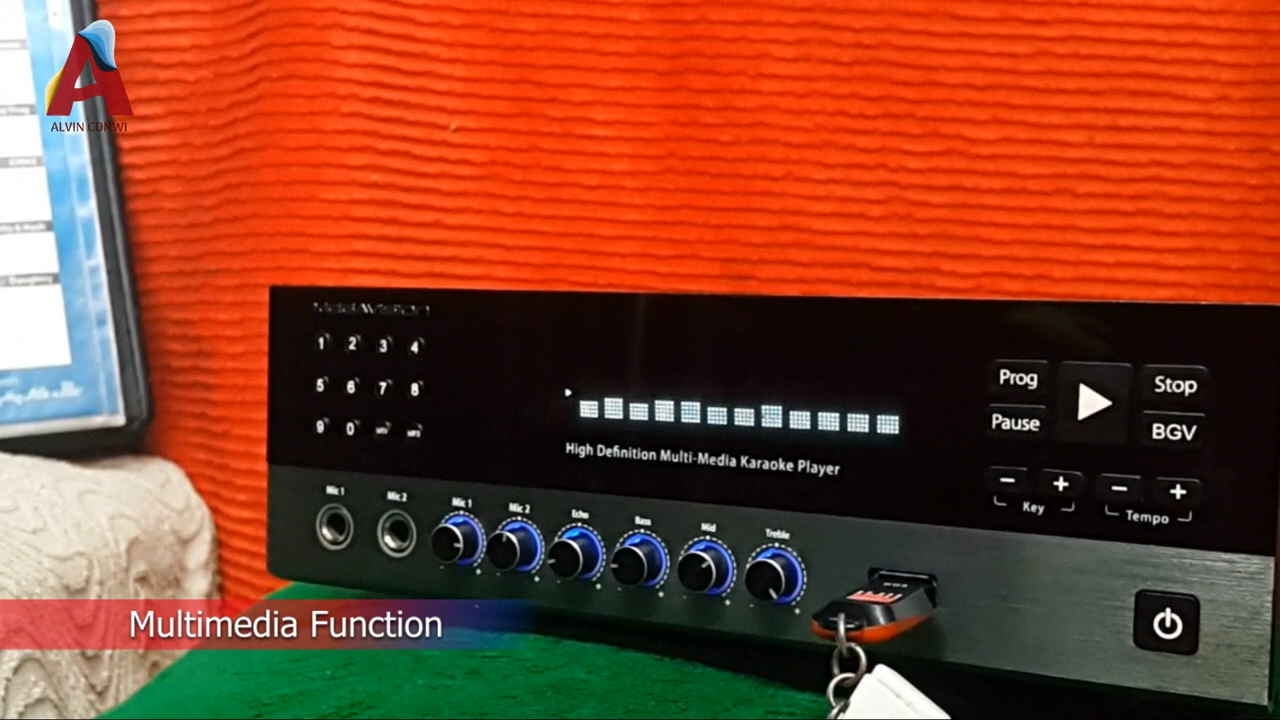 A
ALVIN CONWI
1 2 3 4
5 6 7 8
9 0 MTV MP3
High Definition Multi-Media Karaoke Player
Prog
Stop
Pause
BGV
- + - +
Key
Tempo
Mic 1
Mic 2
Mic 1
Mic 2
Echo
Bass
Mid
Treble
Multimedia Function